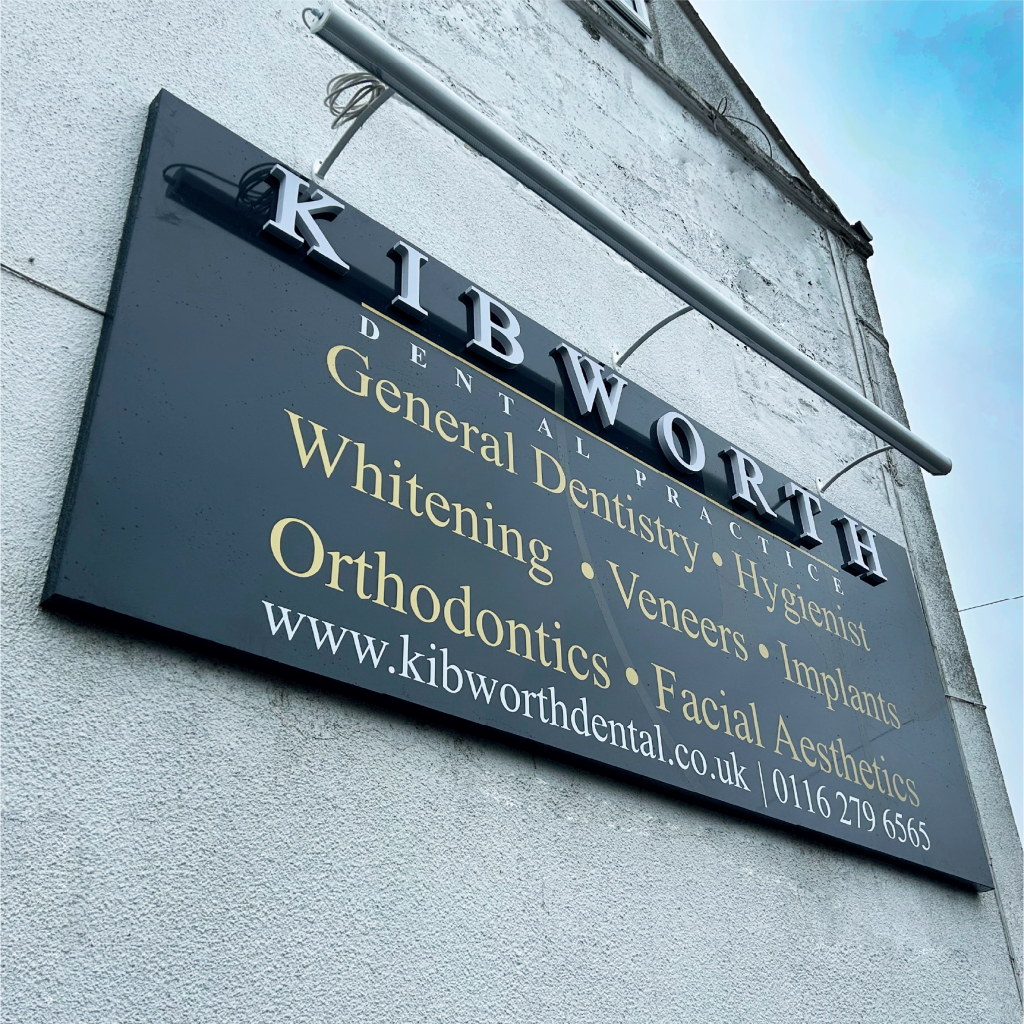 KIBWORTH
DENTAL PRACTICE
General Dentistry • Hygienist
Whitening • Veneers • Implants
Orthodontics • Facial Aesthetics
www.kibworthdental.co.uk | 0116 279 6565